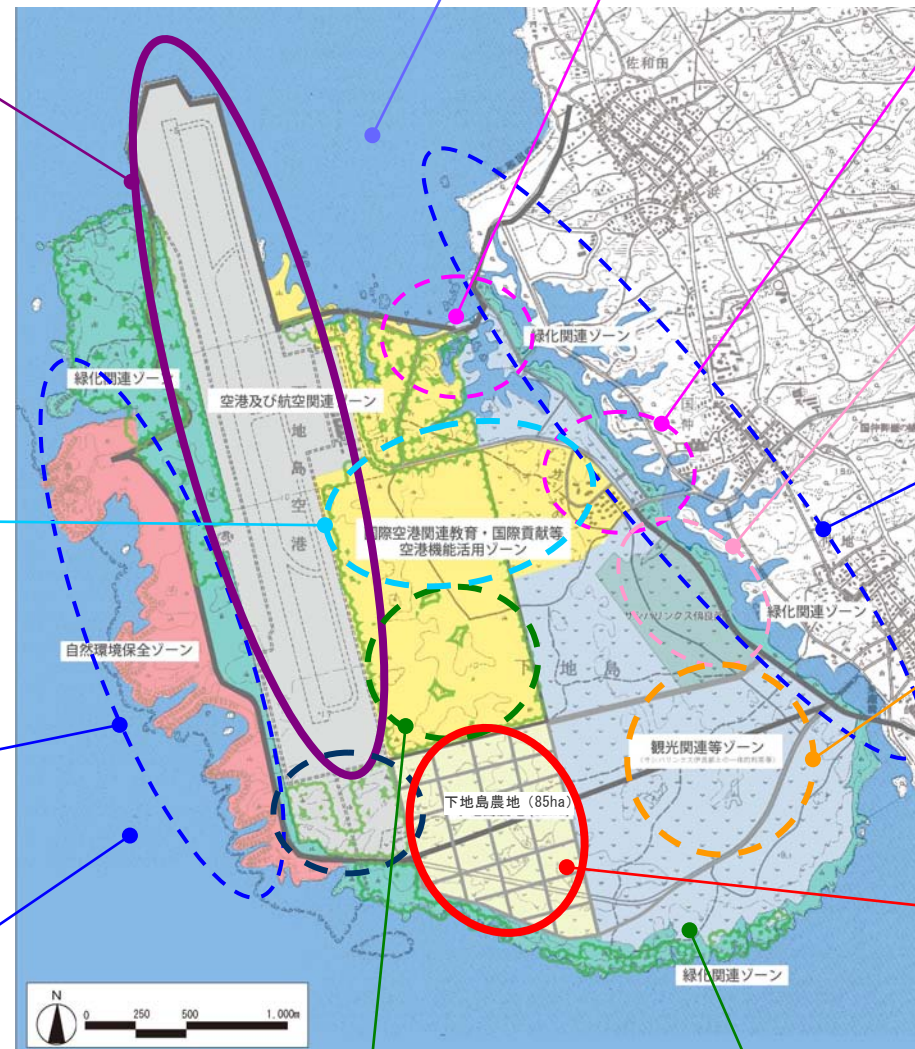 佐和田
長浜
緑化関連ゾーン
緑化関連ゾーン
空港及び航空関連ゾーン
下地島空港
国仲
国際空港関連教育・国際貢献等
空港機能活用ゾーン
緑化関連ゾーン
自然環境保全ゾーン
下地島
観光関連等ゾーン
下地島農地（85ha）
緑化関連ゾーン
N
0 250 500 1.000m